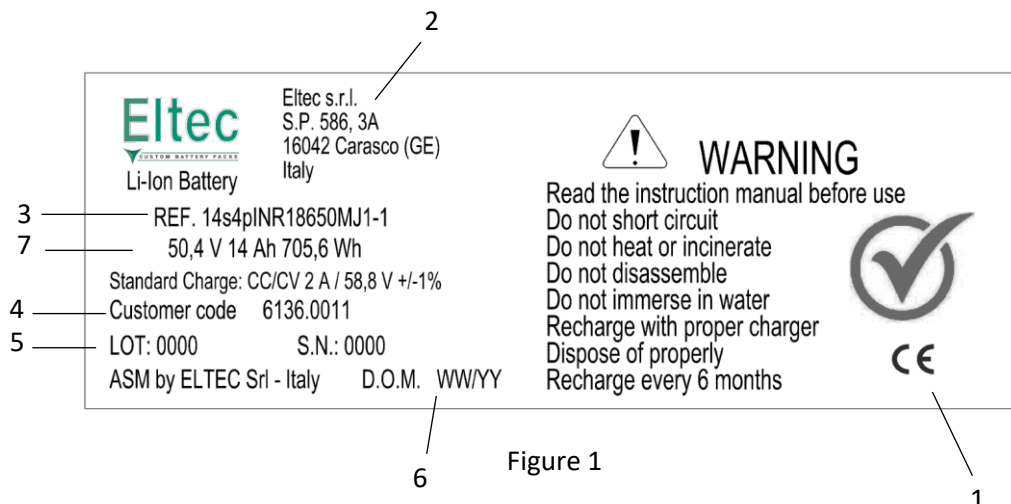 2
Eltec
CUSTOM BATTERY PACKS
Li-Ion Battery
Eltec s.r.l.
S.P. 586, 3A
16042 Carasco (GE)
Italy
3
REF. 14s4pINR18650MJ1-1
7
50,4 V 14 Ah 705,6 Wh
Standard Charge: CC/CV 2 A / 58,8 V +/-1%
4
Customer code 6136.0011
5
LOT: 0000 S.N.: 0000
ASM by ELTEC Srl - Italy D.O.M. WW/YY
! WARNING
Read the instruction manual before use
Do not short circuit
Do not heat or incinerate
Do not disassemble
Do not immerse in water
Recharge with proper charger
Dispose of properly
Recharge every 6 months
CE
6
Figure 1
1